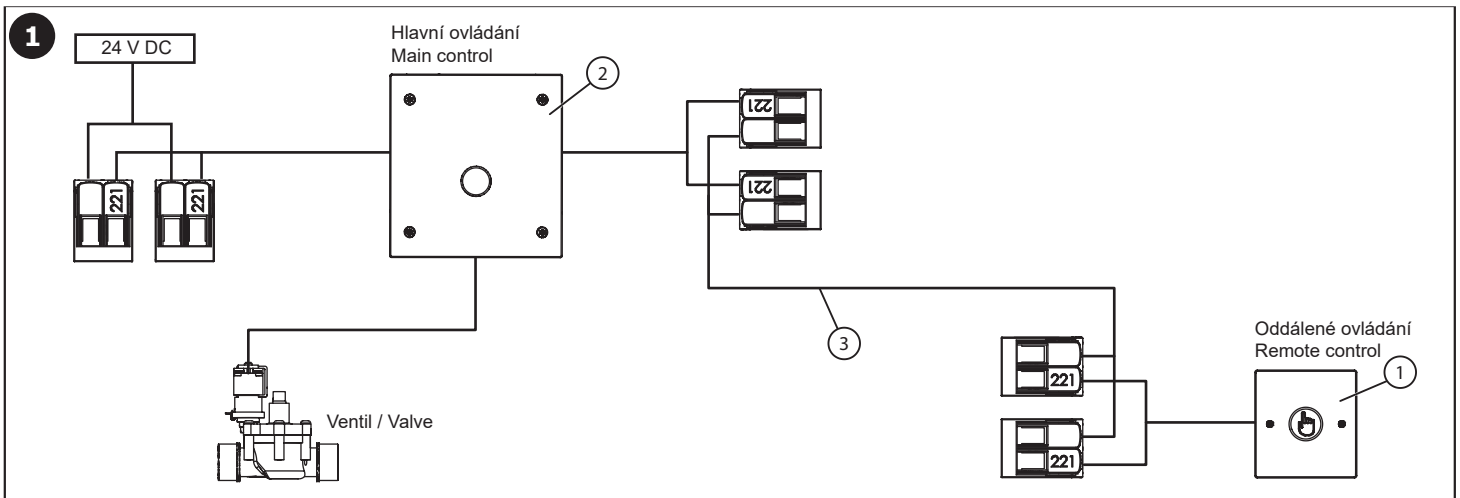 1
24 V DC
Hlavní ovládání
Main control
2
221
221
221
221
3
Oddálené ovládání
Remote control
1
221
221
Ventil / Valve